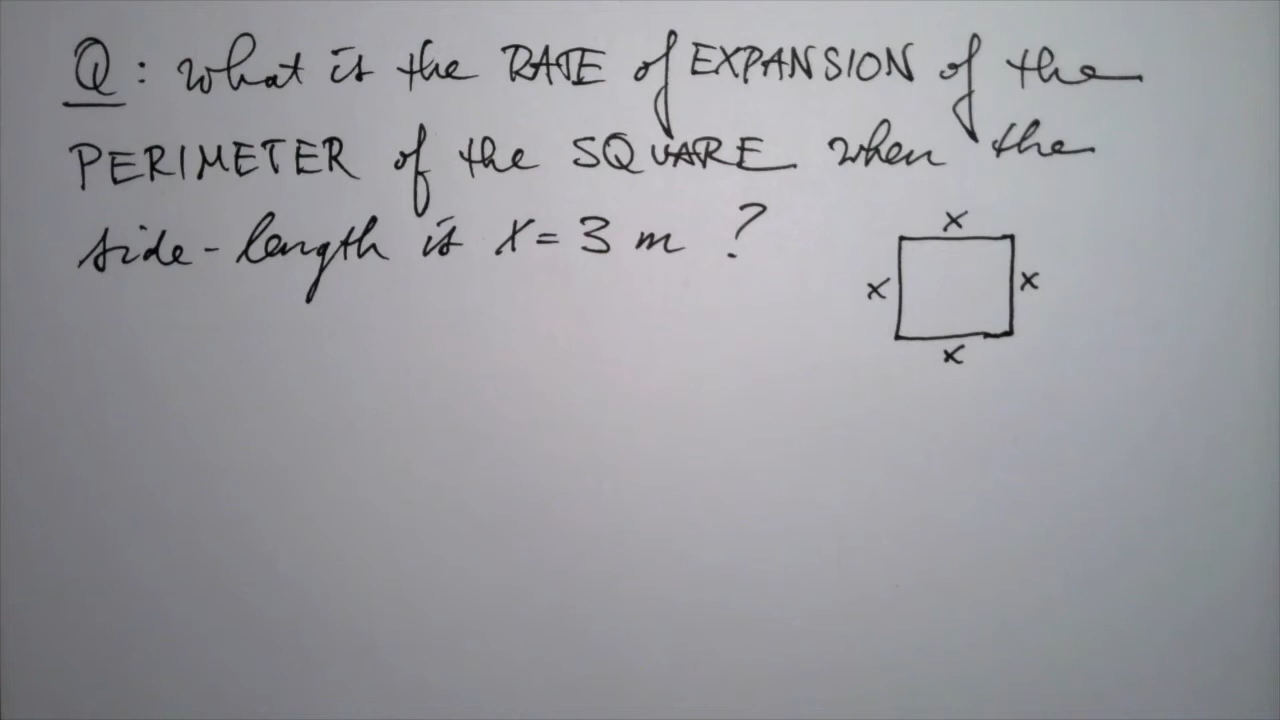 Q: What is the RATE of EXPANSION of the
PERIMETER of the SQUARE when the
side-length is x = 3 m ?
x
x
x
x